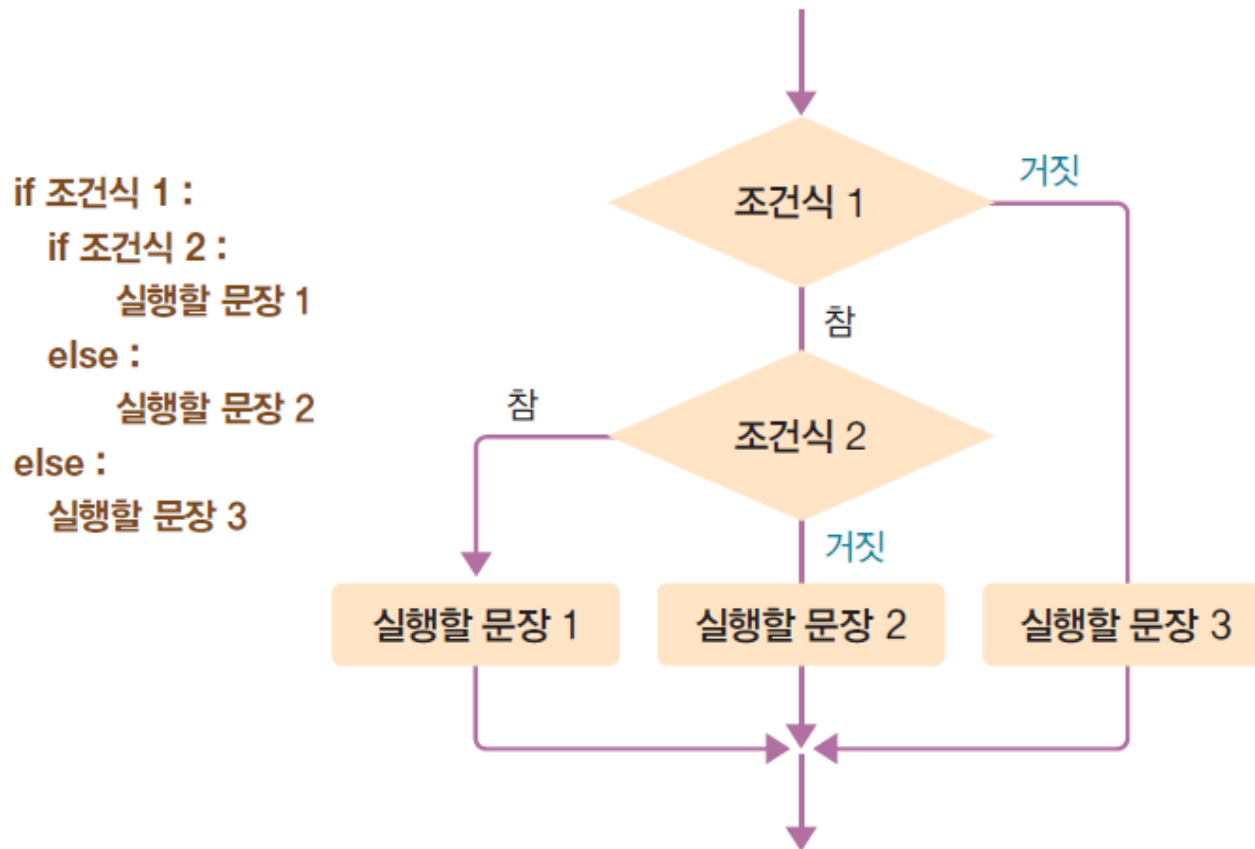 if 조건식 1 :
if 조건식 2 :
실행할 문장 1
else :
실행할 문장 2
else :
실행할 문장 3
조건식 1
거짓
참
조건식 2
참
거짓
실행할 문장 1
실행할 문장 2
실행할 문장 3